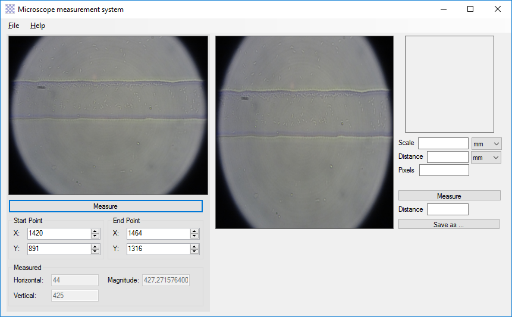 Microscope measurement system
File Help
Measure
Start Point End Point
X: 1420 X: 1464
Y: 891 Y: 1316
Measured
Horizontal: 44 Magnitude: 427,271576400
Vertical: 425
Scale mm
Distance mm
Pixels
Measure
Distance
Save as ...